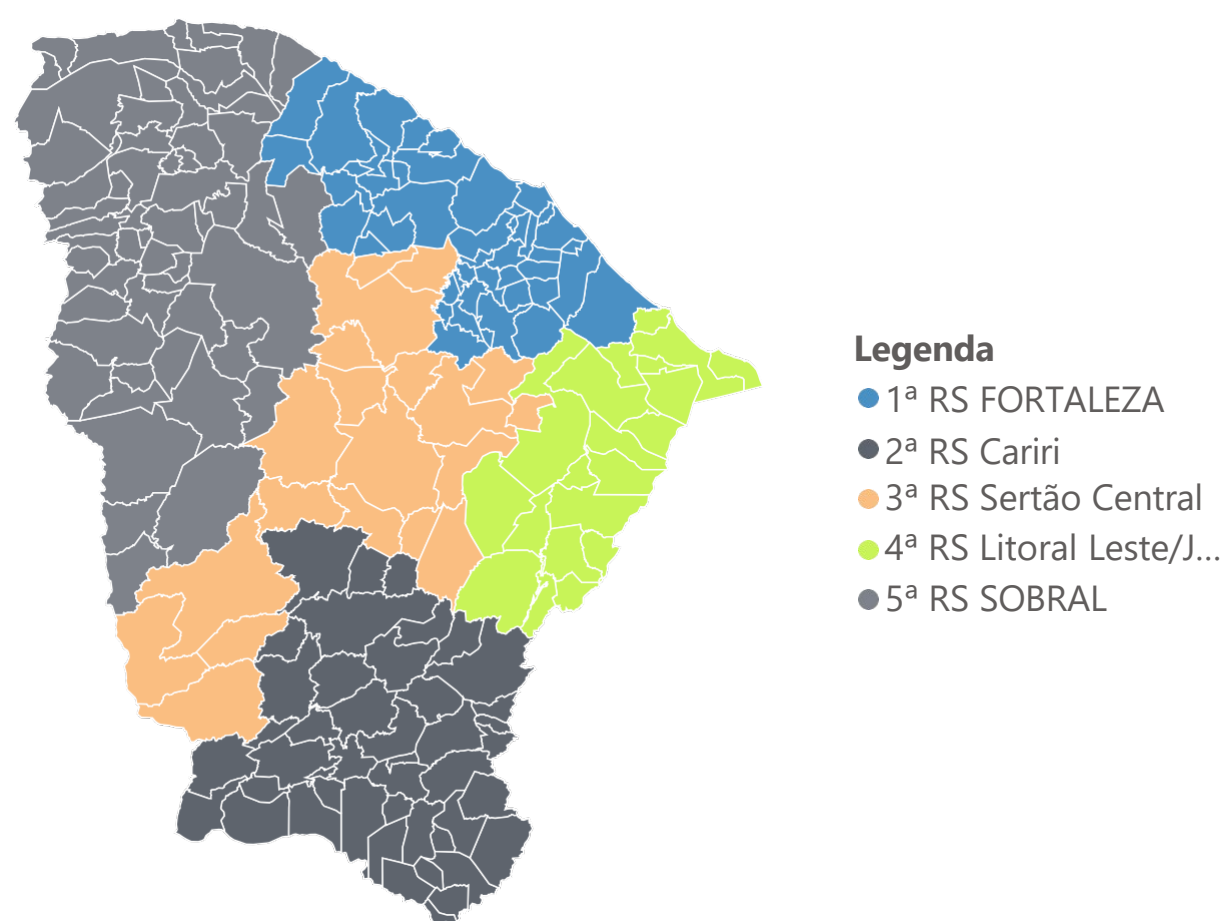 Legenda
1ª RS FORTALEZA
2ª RS Cariri
3ª RS Sertão Central
4ª RS Litoral Leste/J...
5ª RS SOBRAL